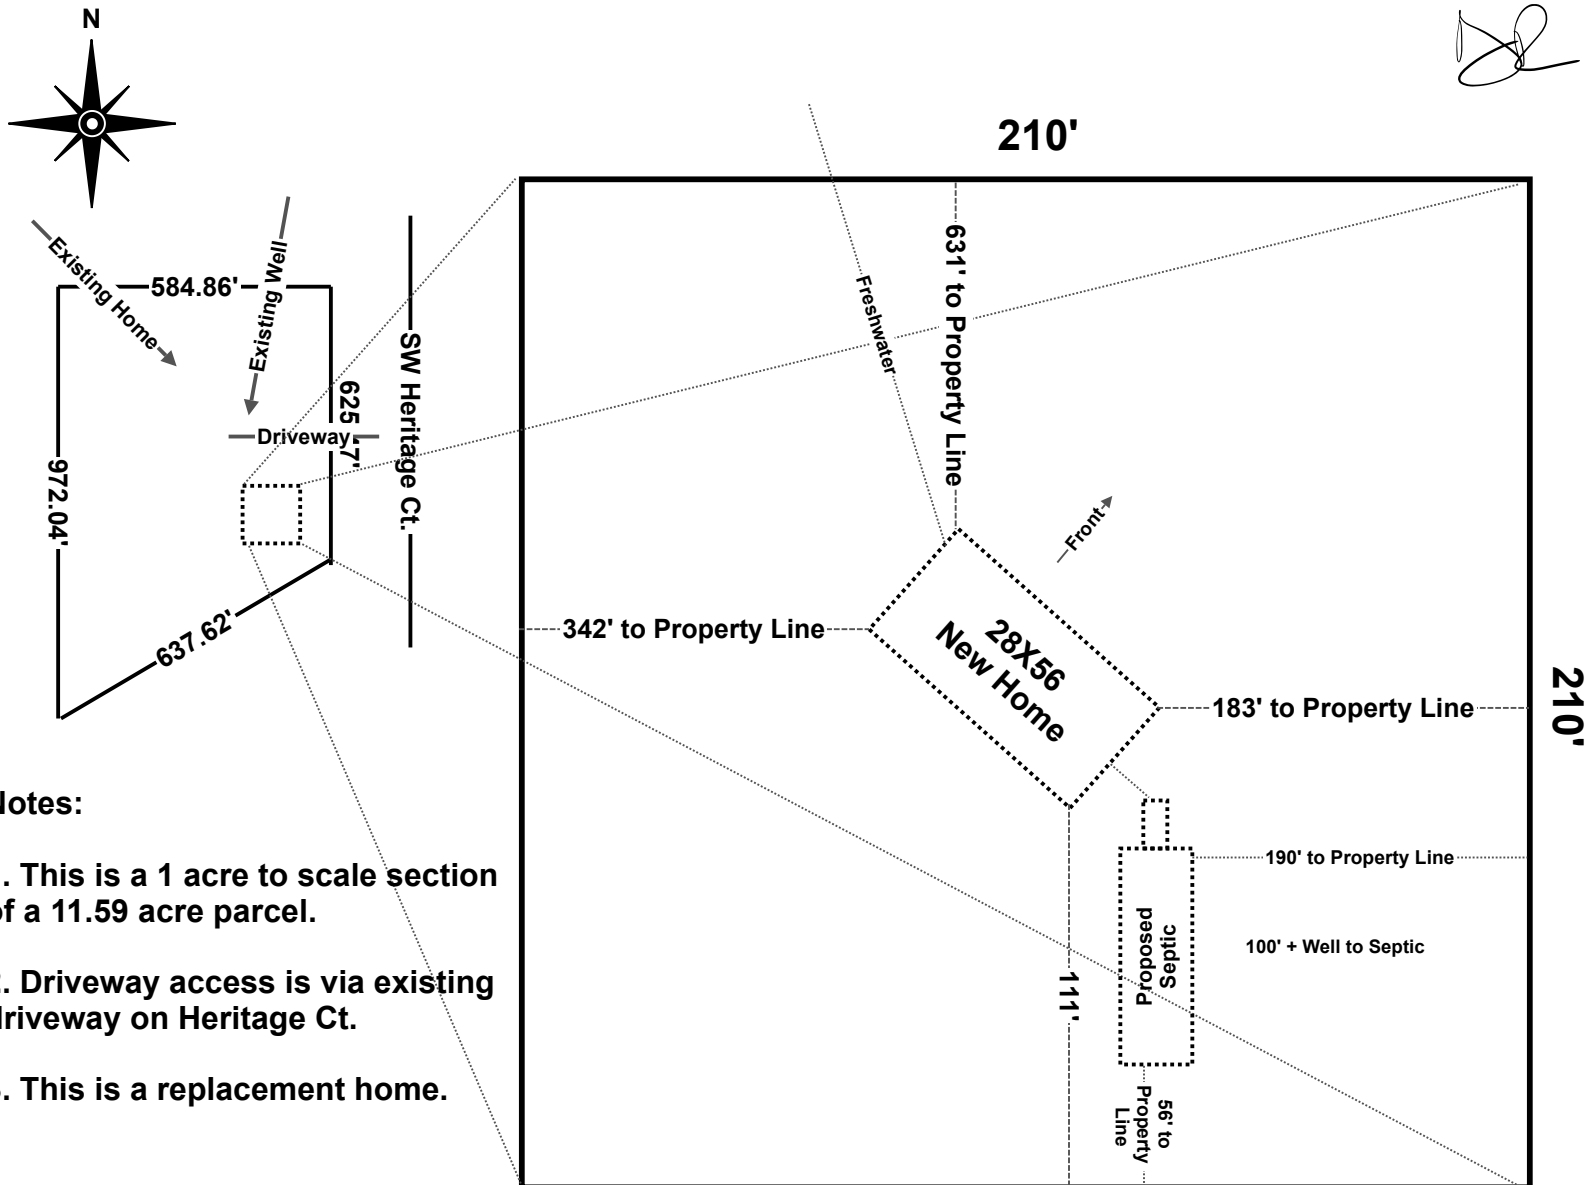 N
210'
Existing Home
Existing Well
584.86'
SW Heritage Ct.
Driveway
972.04'
637.62'
Freshwater
631' to Property Line
Front
342' to Property Line
28X56
New Home
183' to Property Line
210'
190' to Property Line
Proposed
Septic
100' + Well to Septic
111'
56' to
Property
Line
Notes:
. This is a 1 acre to scale section
of a 11.59 acre parcel.
2. Driveway access is via existing
driveway on Heritage Ct.
. This is a replacement home.